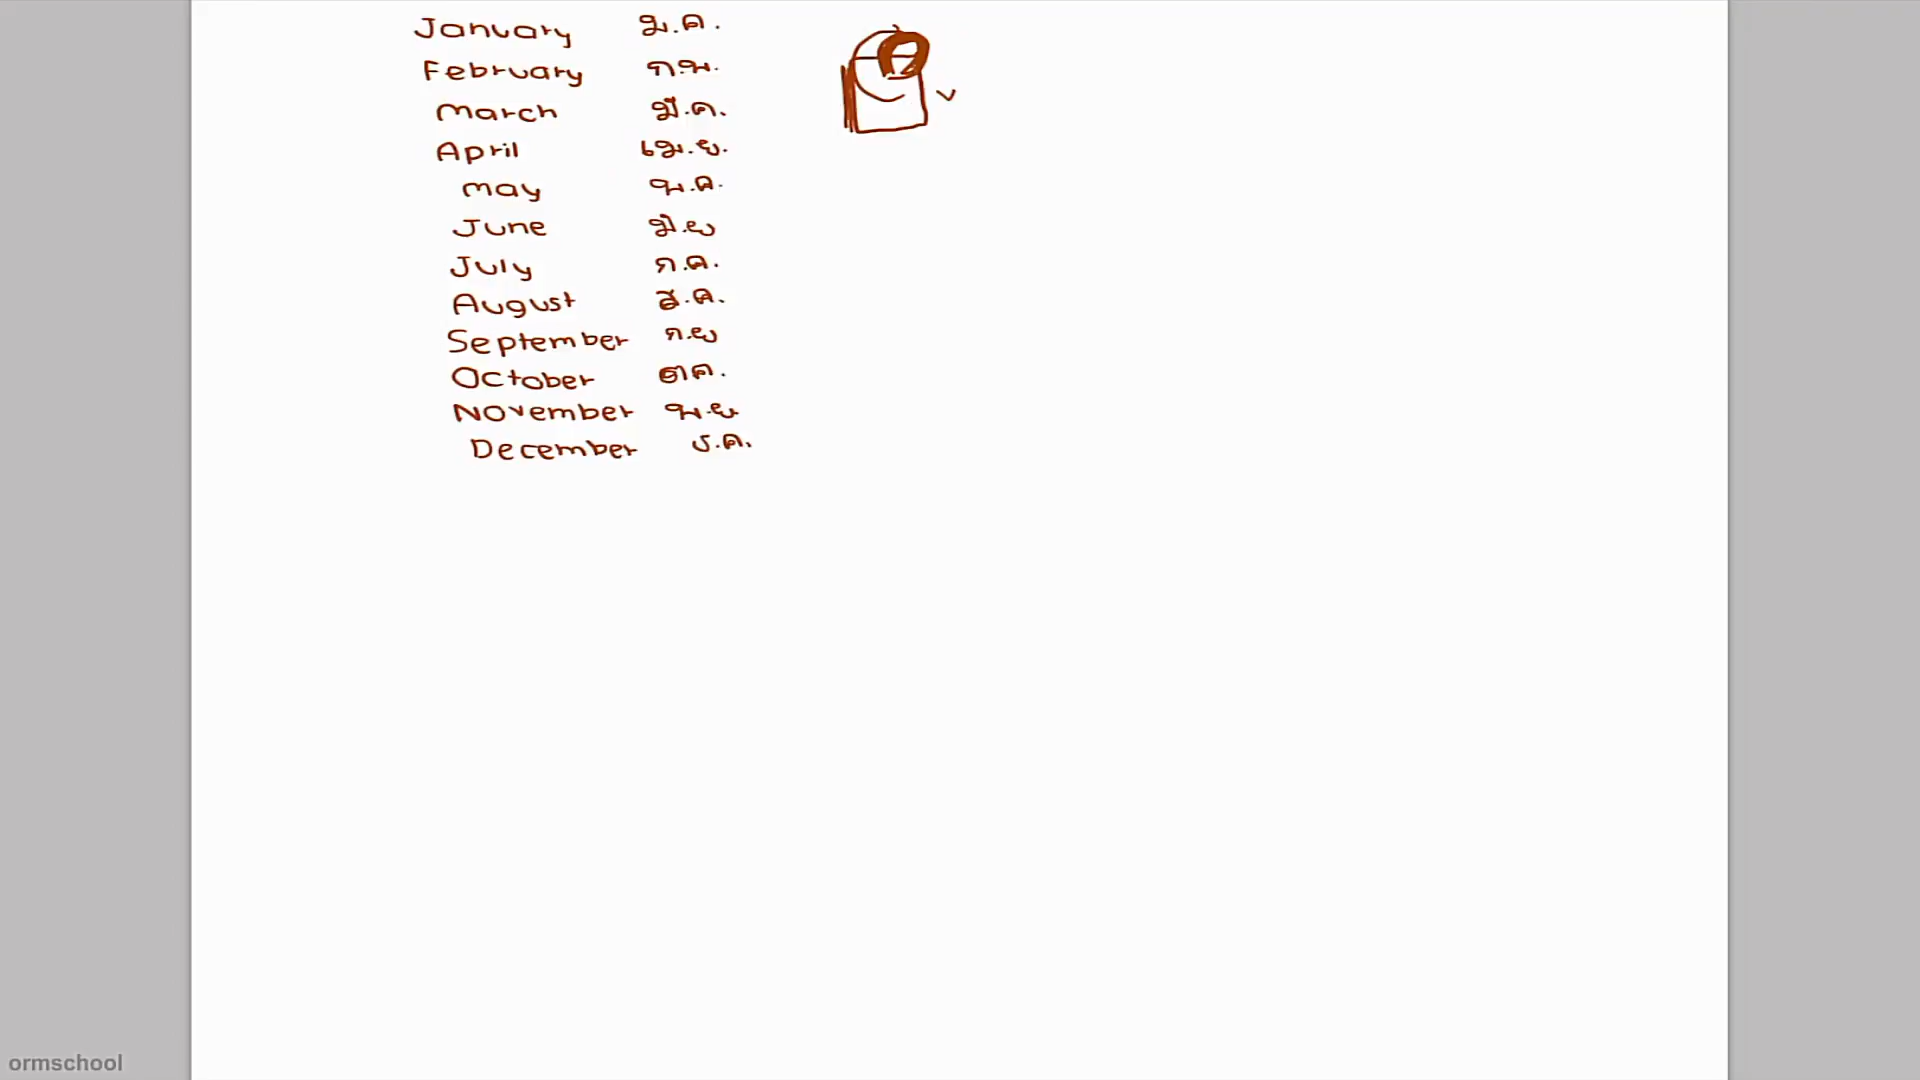 January ม.ค.
February ก.พ.
March มี.ค.
April เม.ย.
may พ.ค.
June มิ.ย
July ก.ค.
August ส.ค.
September ก.ย
October ตค.
November พ.ย.
December ธ.ค.
ormschool